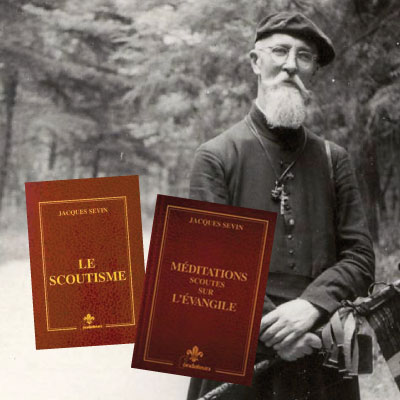 JACQUES SEVIN
LE
SCOUTISME
JACQUES SEVIN
MÉDITATIONS
SCOUTES
SUR
L'ÉVANGILE